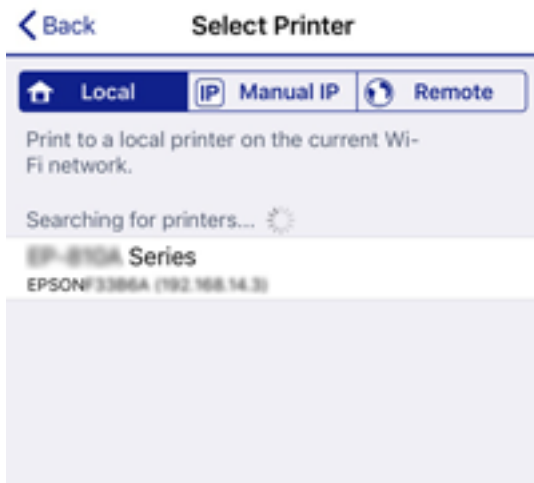 Back
Select Printer
Local
IP Manual IP
Remote
Print to a local printer on the current Wi-
Fi network.
Searching for printers...
Series
EPSON